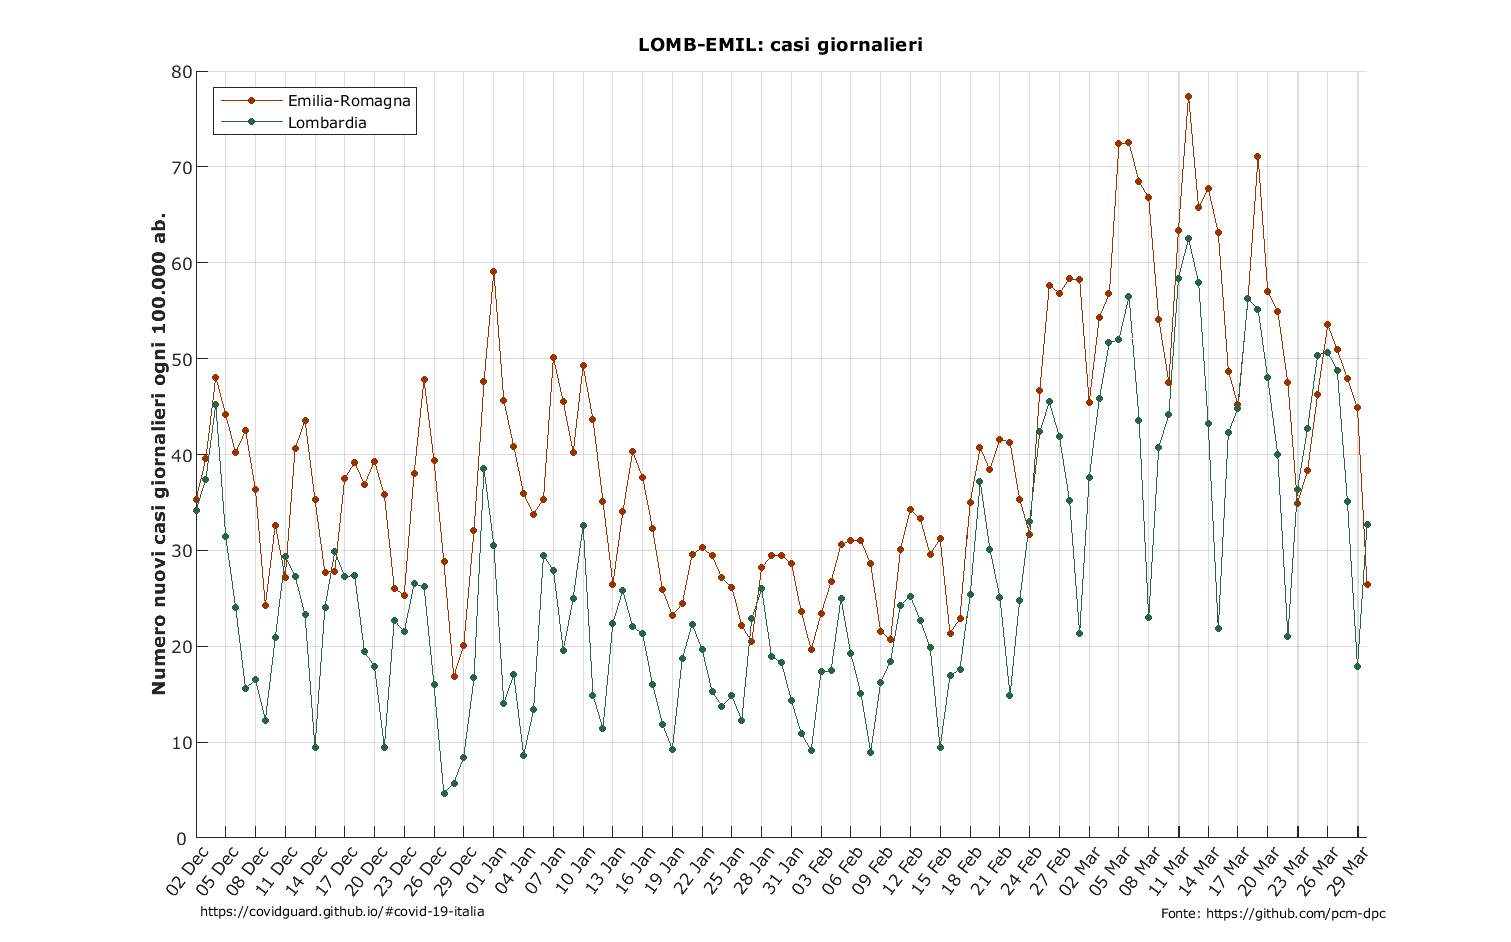 LOMB-EMIL: casi giornalieri
Emilia-Romagna
Lombardia
Numero nuovi casi giornalieri ogni 100.000 ab.
80
70
60
50
40
30
20
10
0
02 Dec
05 Dec
08 Dec
11 Dec
14 Dec
17 Dec
20 Dec
23 Dec
26 Dec
29 Dec
01 Jan
04 Jan
07 Jan
10 Jan
13 Jan
16 Jan
19 Jan
22 Jan
25 Jan
28 Jan
31 Jan
03 Feb
06 Feb
09 Feb
12 Feb
15 Feb
18 Feb
21 Feb
24 Feb
27 Feb
02 Mar
05 Mar
08 Mar
11 Mar
14 Mar
17 Mar
20 Mar
23 Mar
26 Mar
29 Mar
https://covidguard.github.io/#covid-19-italia
Fonte: https://github.com/pcm-dpc